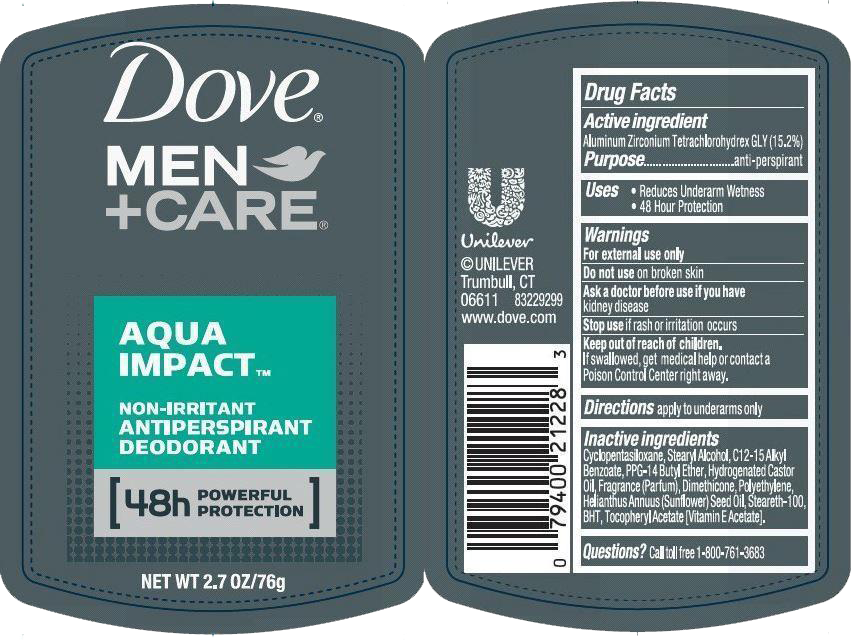 Dove®
MEN
+CARE®
AQUA
IMPACT™
NON-IRRITANT
ANTIPERSPIRANT
DEODORANT
[48h POWERFUL
PROTECTION]
NET WT 2.7 OZ/76g
Unilever
©UNILEVER
Trumbull, CT
06611 83229299
www.dove.com
0 79400 21228 3
Drug Facts
Active ingredient
Aluminum Zirconium Tetrachlorohydrex GLY (15.2%)
Purpose..........................anti-perspirant
Uses • Reduces Underarm Wetness
• 48 Hour Protection
Warnings
For external use only
Do not use on broken skin
Ask a doctor before use if you have
kidney disease
Stop use if rash or irritation occurs
Keep out of reach of children.
If swallowed, get medical help or contact a
Poison Control Center right away.
Directions apply to underarms only
Inactive ingredients
Cyclopentasiloxane, Stearyl Alcohol, C12-15 Alkyl
Benzoate, PPG-14 Butyl Ether, Hydrogenated Castor
Oil, Fragrance (Parfum), Dimethicone, Polyethylene,
Helianthus Annuus (Sunflower) Seed Oil, Steareth-100,
BHT, Tocopheryl Acetate [Vitamin E Acetate].
Questions? Call toll free 1-800-761-3683